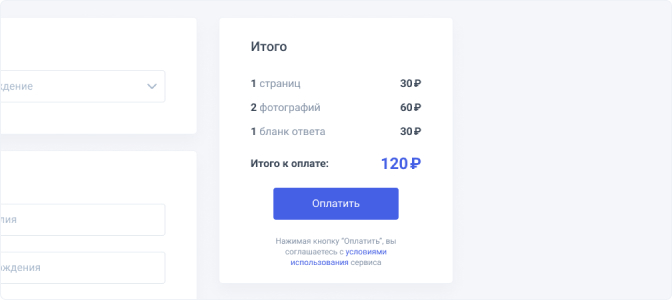 Итого
ждение
1 страниц 30 ₽
2 фотографий 60 ₽
1 бланк ответа 30 ₽
Итого к оплате: 120 ₽
Оплатить
лия
Нажимая кнопку "Оплатить", вы
соглашаетесь с условиями
использования сервиса
ождения